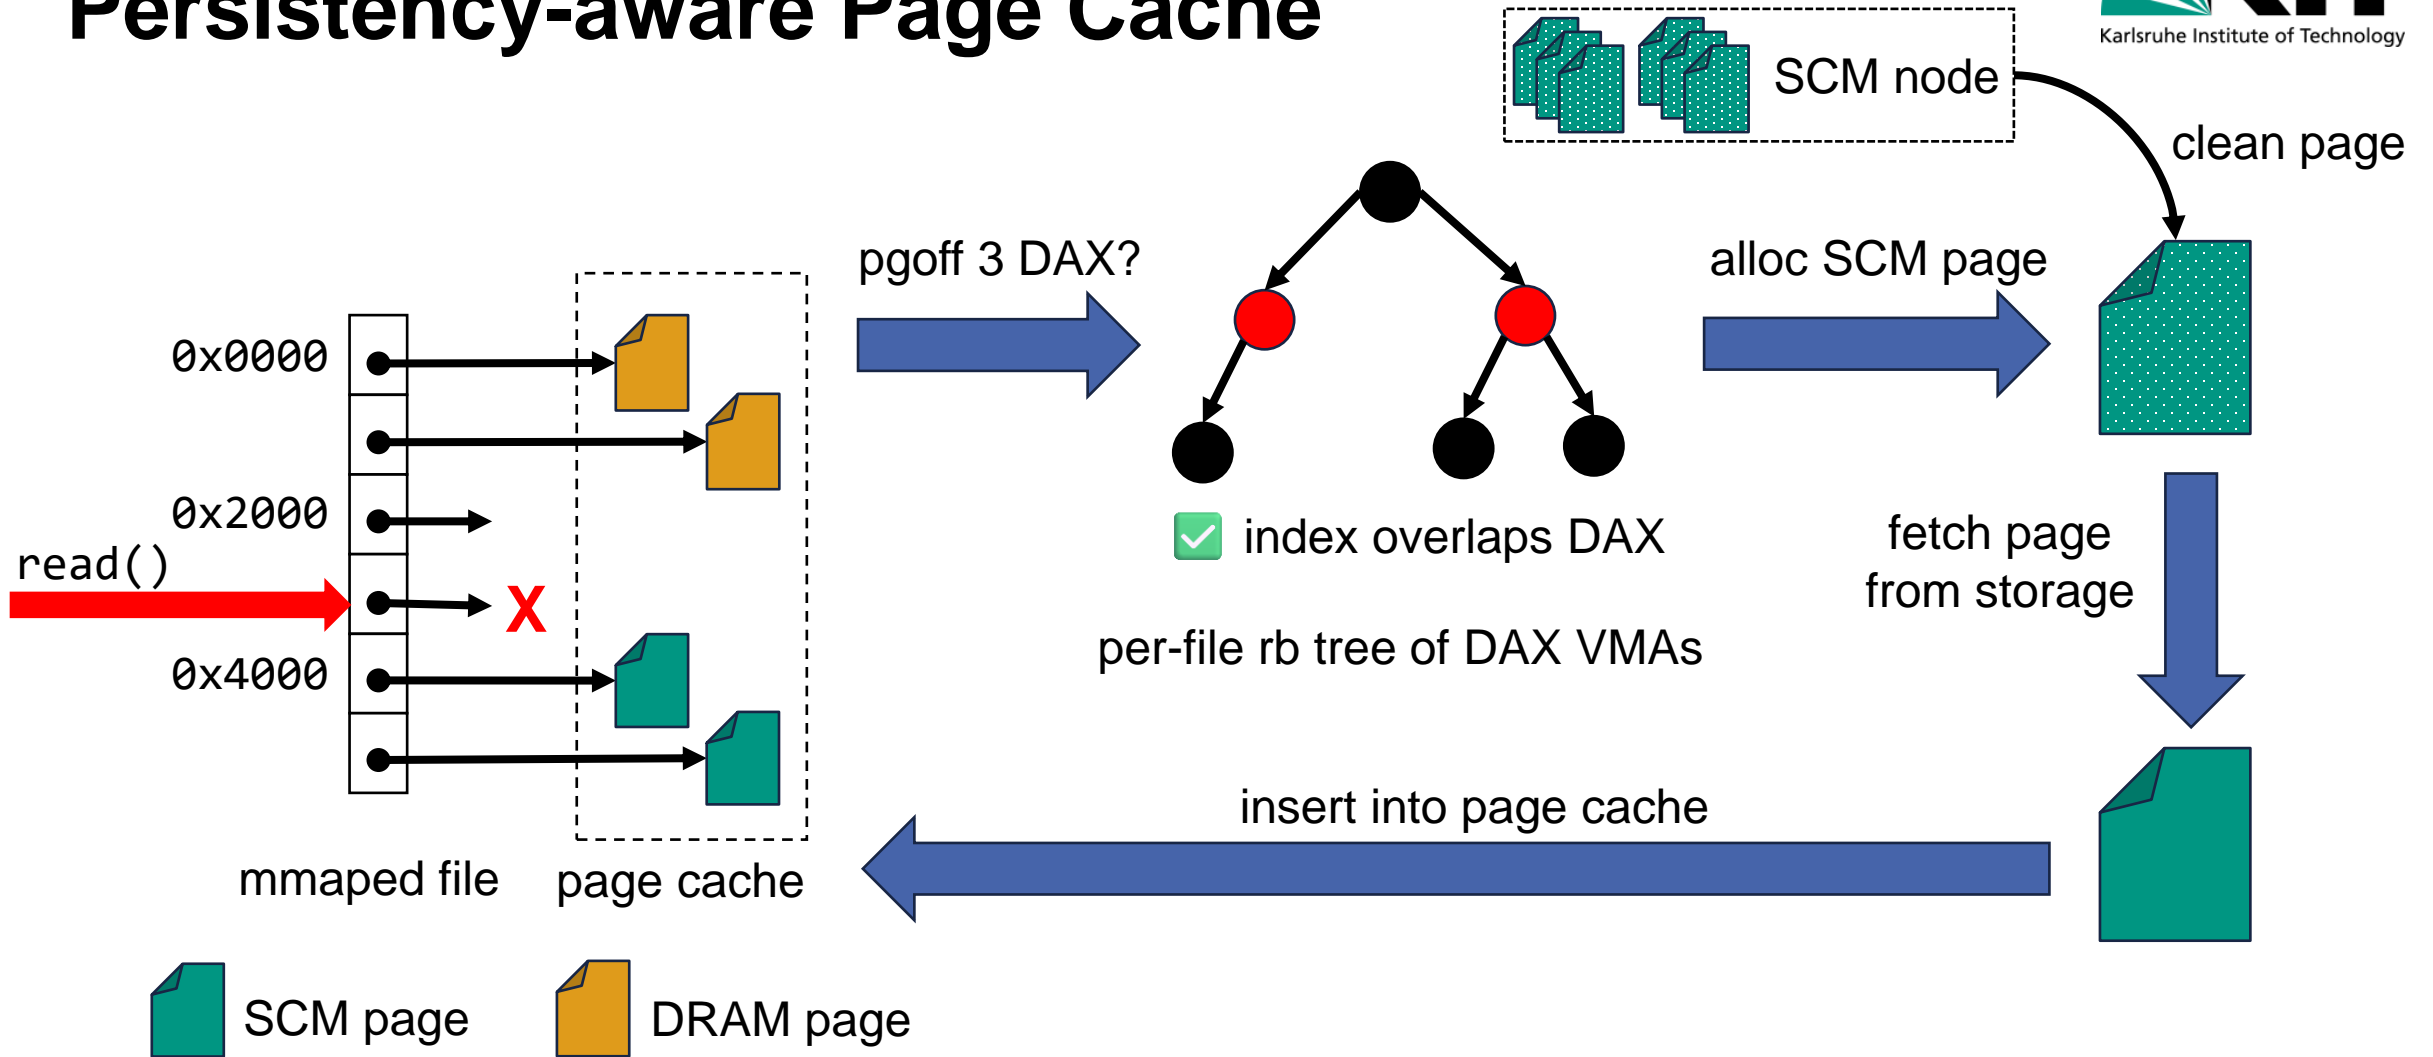 Persistency-aware Page Cache
Karlsruhe Institute of Technology
SCM node
clean page
pgoff 3 DAX?
alloc SCM page
0x0000
0x2000
read()
X
0x4000
index overlaps DAX
per-file rb tree of DAX VMAs
fetch page
from storage
insert into page cache
mmaped file
page cache
SCM page
DRAM page